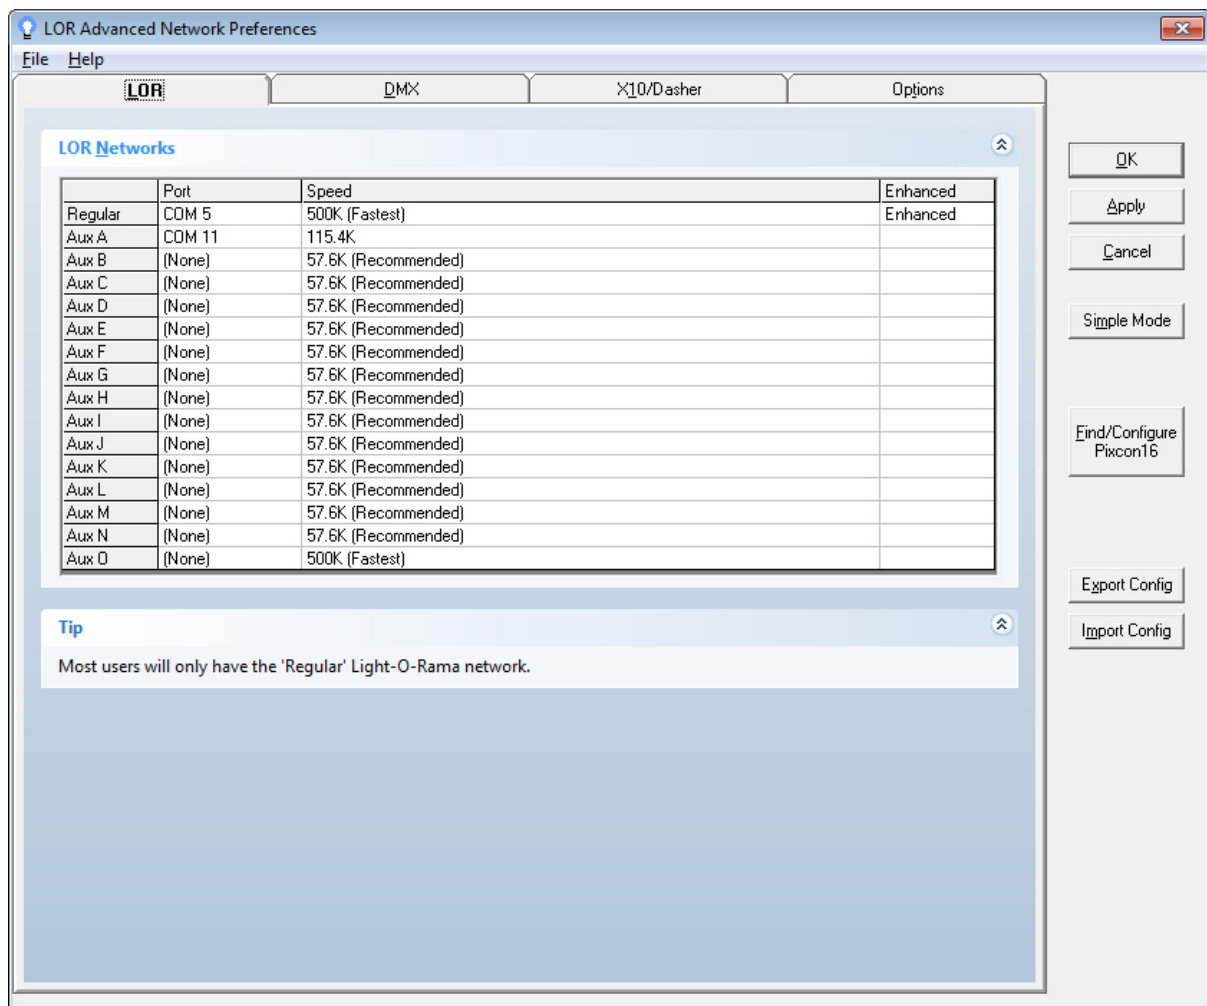 LOR Advanced Network Preferences
File Help
LOR DMX X10/Dasher Options
LOR Networks
Port Speed Enhanced
Regular COM 5 500K (Fastest) Enhanced
Aux A COM 11 115.4K
Aux B (None) 57.6K (Recommended)
Aux C (None) 57.6K (Recommended)
Aux D (None) 57.6K (Recommended)
Aux E (None) 57.6K (Recommended)
Aux F (None) 57.6K (Recommended)
Aux G (None) 57.6K (Recommended)
Aux H (None) 57.6K (Recommended)
Aux I (None) 57.6K (Recommended)
Aux J (None) 57.6K (Recommended)
Aux K (None) 57.6K (Recommended)
Aux L (None) 57.6K (Recommended)
Aux M (None) 57.6K (Recommended)
Aux N (None) 57.6K (Recommended)
Aux O (None) 500K (Fastest)
Tip
Most users will only have the 'Regular' Light-O-Rama network.
OK
Apply
Cancel
Simple Mode
Find/Configure
Pixcon16
Export Config
Import Config